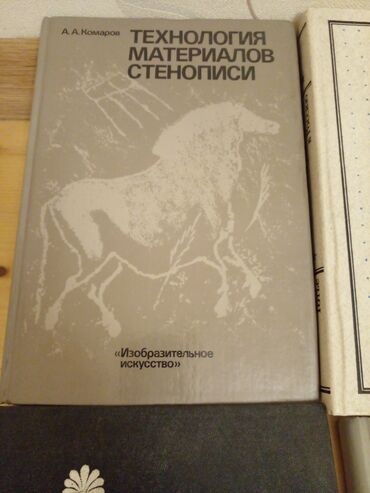 А.А.Комаров
ТЕХНОЛОГИЯ
МАТЕРИАЛОВ
СТЕНОПИСИ
«Изобразительное
искусство»